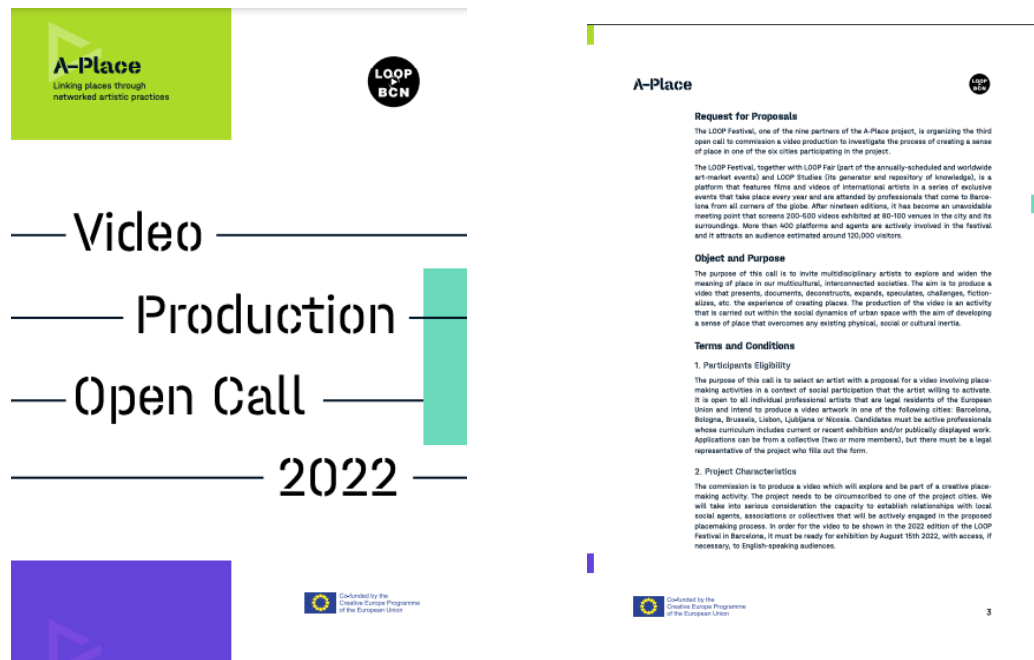 A-Place
Linking places through
networked artistic practices
LOOP
BCN
Video
Production
Open Call
2022
Co-funded by the
Creative Europe Programme
of the European Union
A-Place
LOOP
BCN
Request for Proposals
The LOOP Festival, one of the nine partners of the A-Place project, is organizing the third
open call to commission a video production to investigate the process of creating a sense
of place in one of the six cities participating in the project.
The LOOP Festival, together with LOOP Fair (part of the annually-scheduled and worldwide
art-market events) and LOOP Studies (its generator and repository of knowledge), is a
platform that features films and videos of international artists in a series of exclusive
events that take place every year and are attended by professionals that come to Barce-
lona from all corners of the globe. After nineteen editions, it has become an unavoidable
meeting point that screens 200-500 videos exhibited at 80-100 venues in the city and its
surroundings. More than 400 platforms and agents are actively involved in the festival
and it attracts an audience estimated around 120,000 visitors.
Object and Purpose
The purpose of this call is to invite multidisciplinary artists to explore and widen the
meaning of place in our multicultural, interconnected societies. The aim is to produce a
video that presents, documents, deconstructs, expands, speculates, challenges, fiction-
alizes, etc. the experience of creating places. The production of the video is an activity
that is carried out within the social dynamics of urban space with the aim of developing
a sense of place that overcomes any existing physical, social or cultural inertia.
Terms and Conditions
1. Participants Eligibility
The purpose of this call is to select an artist with a proposal for a video involving place-
making activities in a context of social participation that the artist willing to activate.
It is open to all individual professional artists that are legal residents of the European
Union and intend to produce a video artwork in one of the following cities: Barcelona,
Bologna, Brussels, Lisbon, Ljubljana or Nicosia. Candidates must be active professionals
whose curriculum includes current or recent exhibition and/or publically displayed work.
Applications can be from a collective (two or more members), but there must be a legal
representative of the project who fills out the form.
2. Project Characteristics
The commission is to produce a video which will explore and be part of a creative place-
making activity. The project needs to be circumscribed to one of the project cities. We
will take into serious consideration the capacity to establish relationships with local
social agents, associations or collectives that will be actively engaged in the proposed
placemaking process. In order for the video to be shown in the 2022 edition of the LOOP
Festival in Barcelona, it must be ready for exhibition by August 15th 2022, with access, if
necessary, to English-speaking audiences.
Co-funded by the
Creative Europe Programme
of the European Union
3